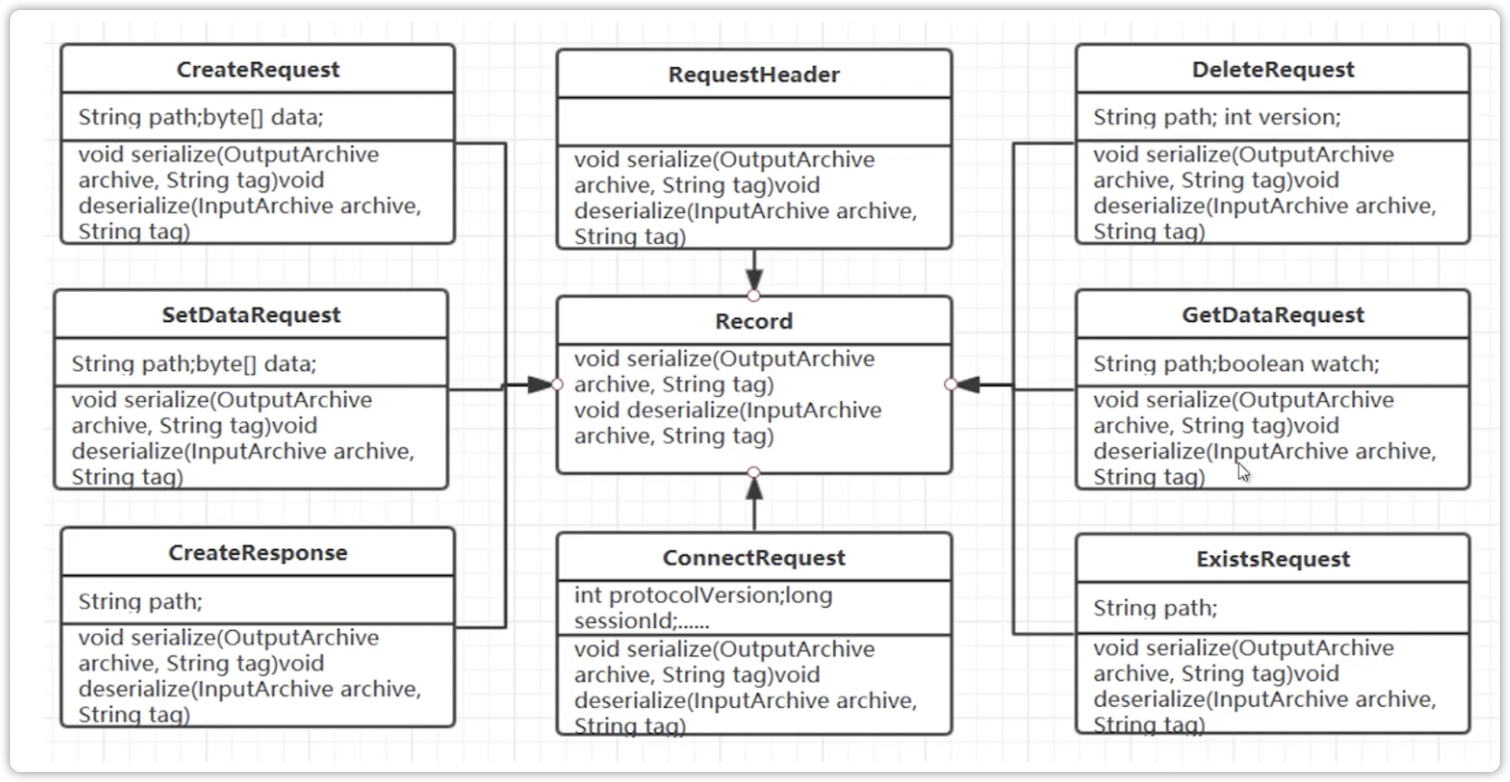 CreateRequest
String path;byte[] data;
void serialize(OutputArchive
archive, String tag)void
deserialize(InputArchive archive,
String tag)
RequestHeader
void serialize(OutputArchive
archive, String tag)void
deserialize(InputArchive archive,
String tag)
DeleteRequest
String path; int version;
void serialize(OutputArchive
archive, String tag)void
deserialize(InputArchive archive,
String tag)
SetDataRequest
String path;byte[] data;
void serialize(OutputArchive
archive, String tag)void
deserialize(InputArchive archive,
String tag)
Record
void serialize(OutputArchive
archive, String tag)
void deserialize(InputArchive
archive, String tag)
GetDataRequest
String path;boolean watch;
void serialize(OutputArchive
archive, String tag)void
deserialize(InputArchive archive,
String tag)
CreateResponse
String path;
void serialize(OutputArchive
archive, String tag)void
deserialize(InputArchive archive,
String tag)
ConnectRequest
int protocolVersion;long
sessionId;......
void serialize(OutputArchive
archive, String tag)void
deserialize(InputArchive archive,
String tag)
ExistsRequest
String path;
void serialize(OutputArchive
archive, String tag)void
deserialize(InputArchive archive,
String tag)